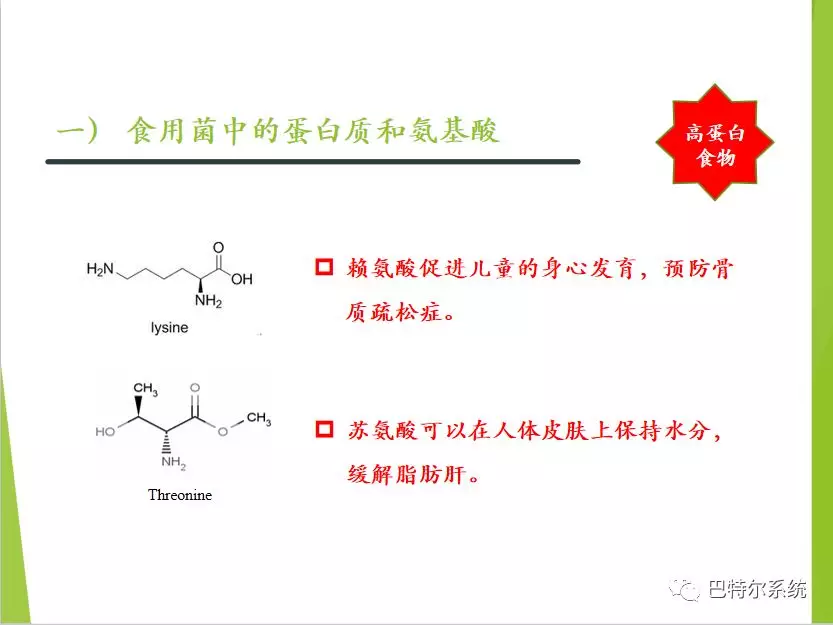 一） 食用菌中的蛋白质和氨基酸
高蛋白
食物
H₂N
O
OH
NH₂
lysine
赖氨酸促进儿童的身心发育，预防骨
质疏松症。
CH₃
O
HO
O
CH₃
NH₂
Threonine
苏氨酸可以在人体皮肤上保持水分，
缓解脂肪肝。
巴特尔系统